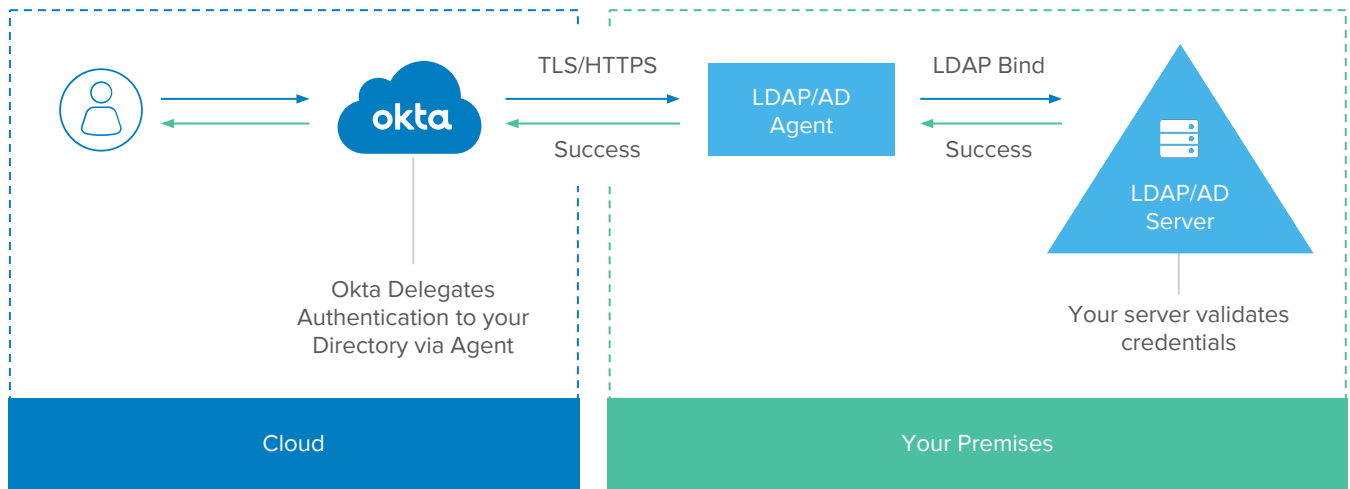 okta
TLS/HTTPS
Success
LDAP/AD
Agent
LDAP Bind
Success
LDAP/AD
Server
Okta Delegates
Authentication to your
Directory via Agent
Your server validates
credentials
Cloud
Your Premises